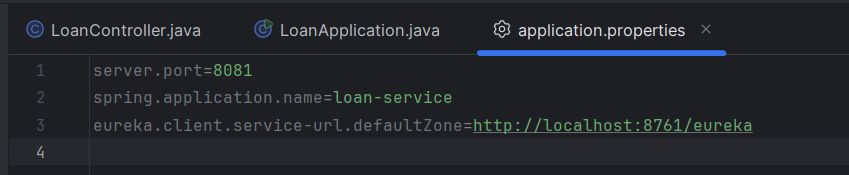 LoanController.java LoanApplication.java application.properties
1 server.port=8081
2 spring.application.name=loan-service
3 eureka.client.service-url.defaultZone=http://localhost:8761/eureka
4